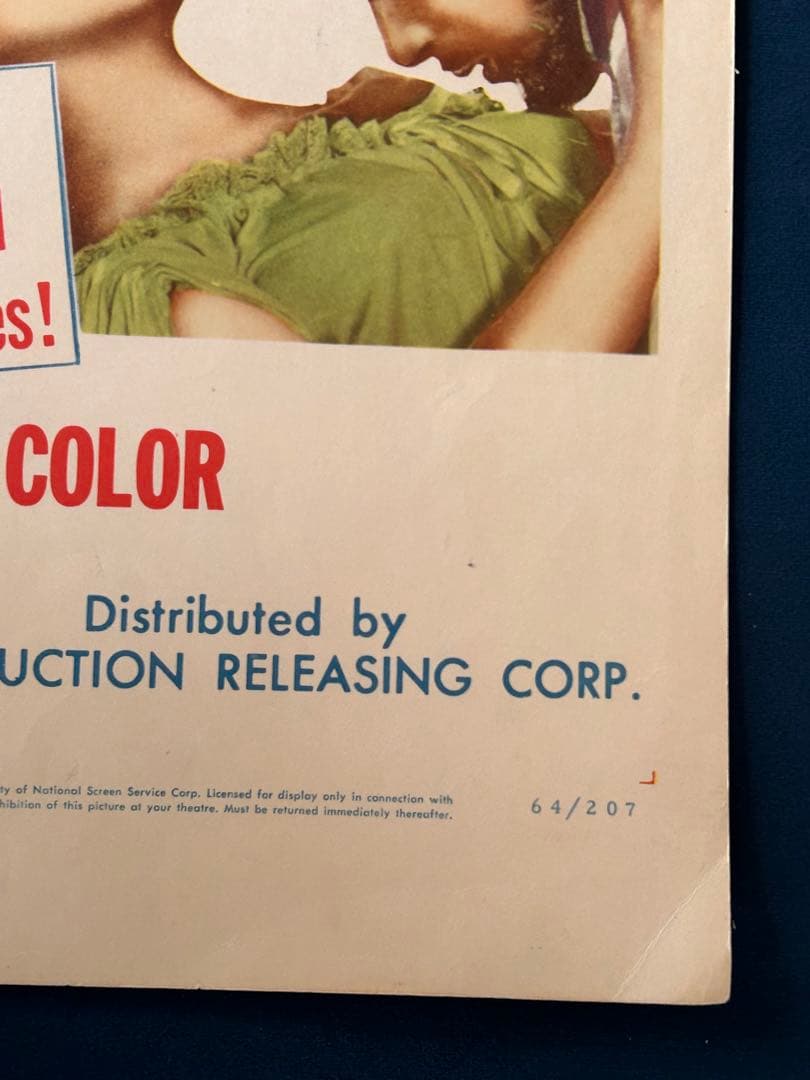 es!
COLOR
Distributed by
UCTION RELEASING CORP.
ty of National Screen Service Corp. Licensed for display only in connection with
hibition of this picture at your theatre. Must be returned immediately thereafter.
64/207